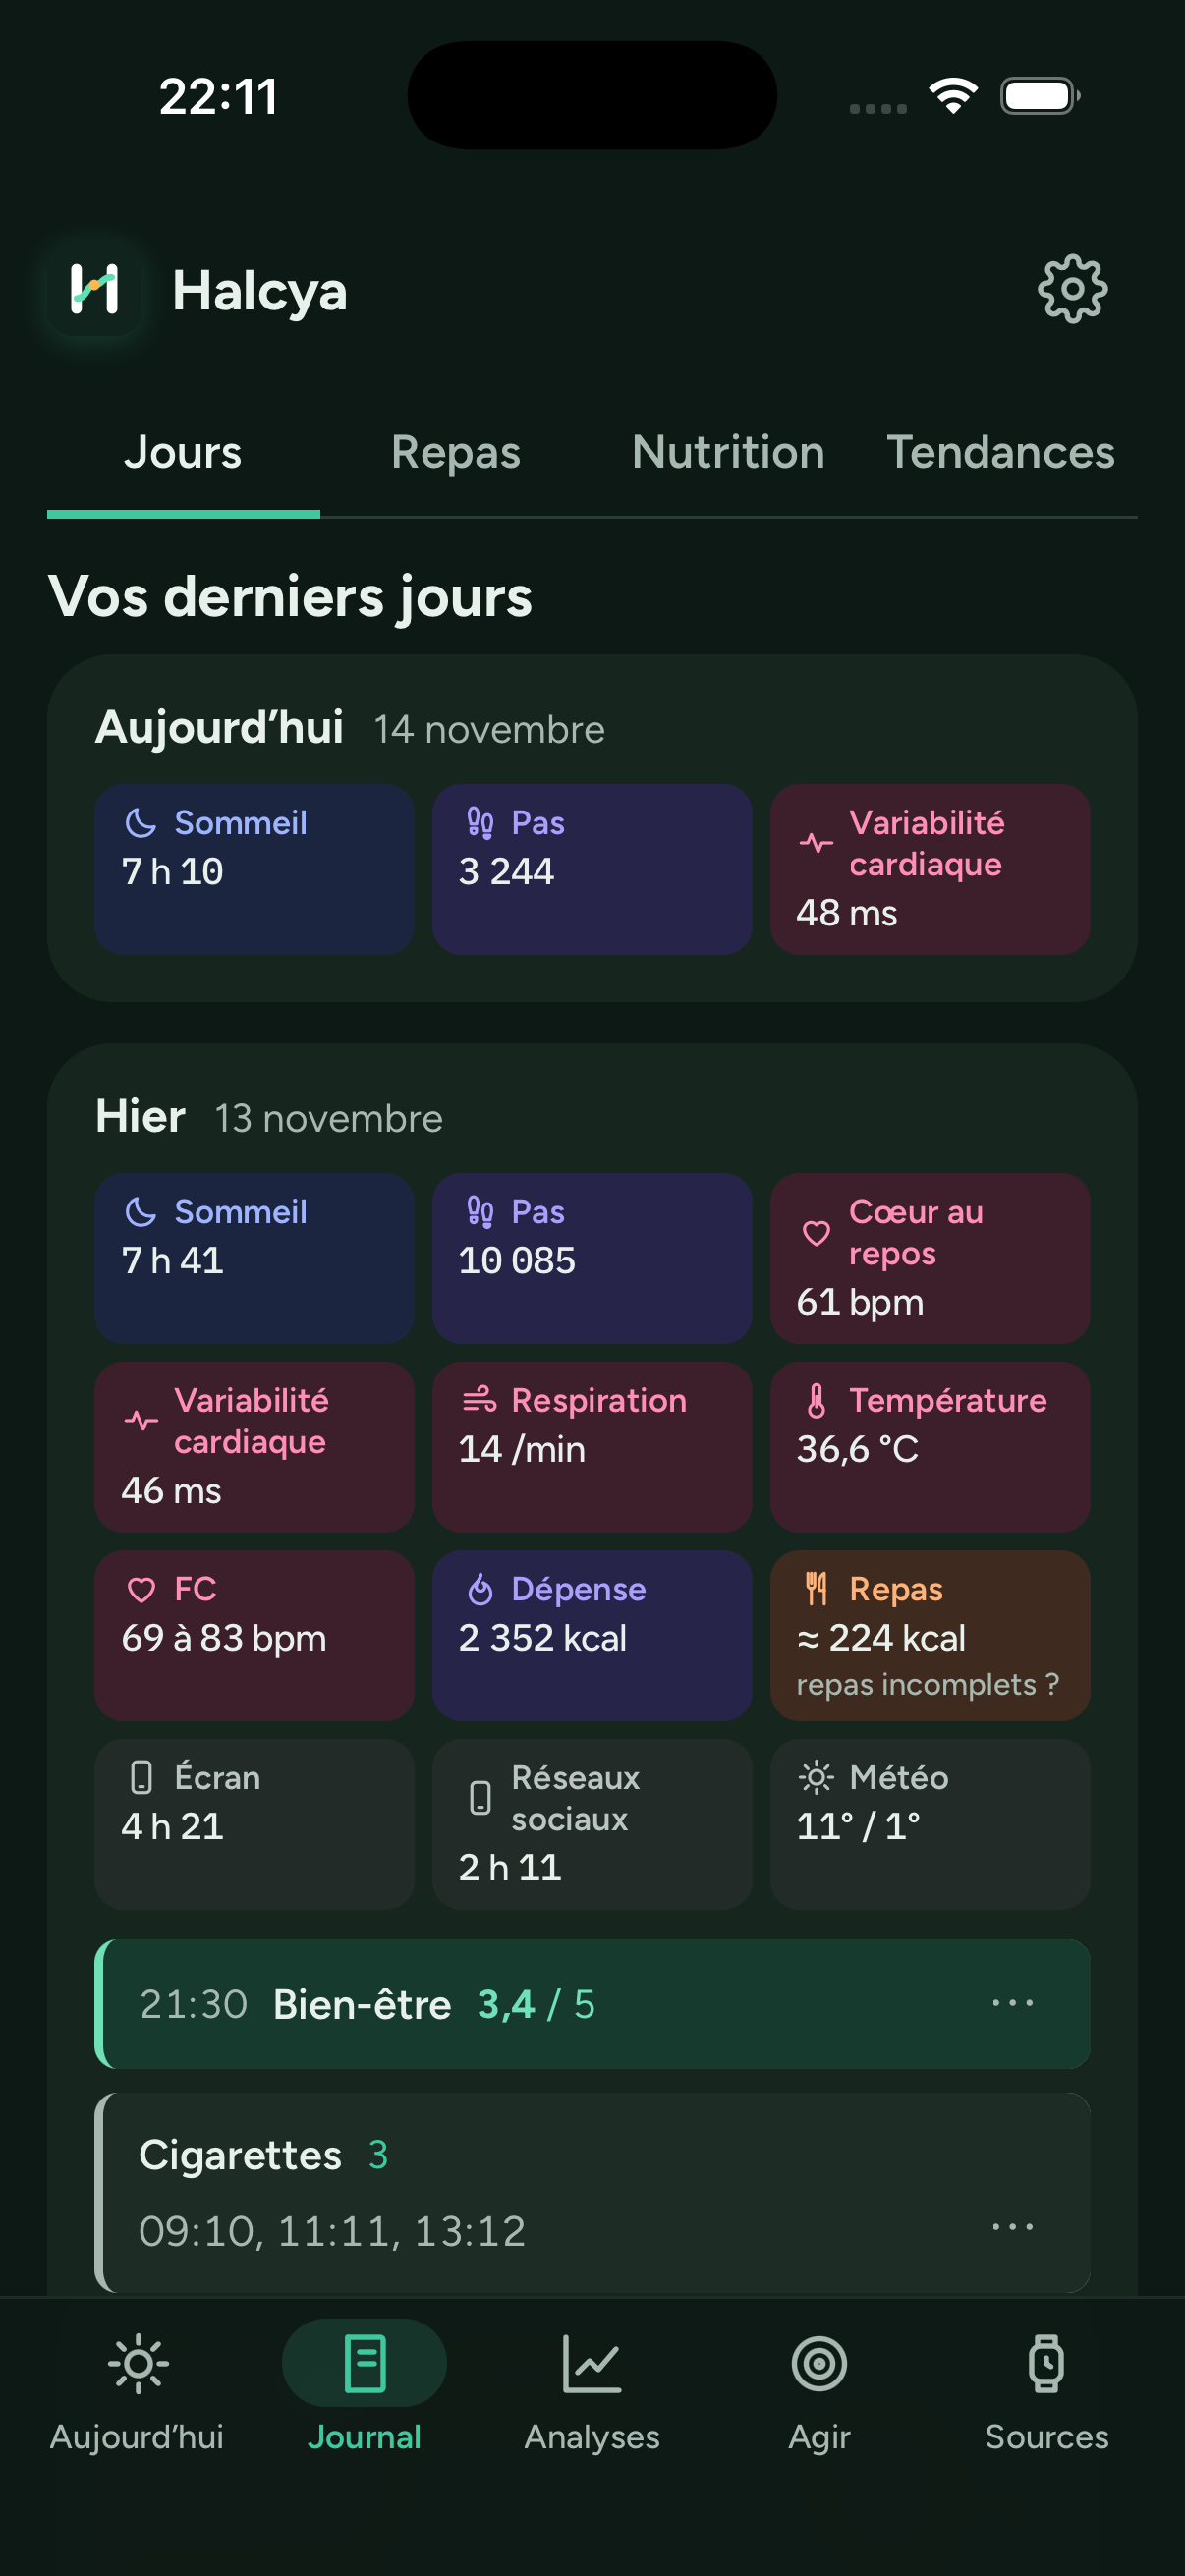 22:11
Halcya
Jours Repas Nutrition Tendances
Vos derniers jours
Aujourd’hui 14 novembre
Sommeil
7 h 10
Pas
3 244
Variabilité
cardiaque
48 ms
Hier 13 novembre
Sommeil
7 h 41
Pas
10 085
Cœur au
repos
61 bpm
Variabilité
cardiaque
46 ms
Respiration
14 /min
Température
36,6 °C
FC
69 à 83 bpm
Dépense
2 352 kcal
Repas
≈ 224 kcal
repas incomplets ?
Écran
4 h 21
Réseaux
sociaux
2 h 11
Météo
11° / 1°
21:30 Bien-être 3,4 / 5
Cigarettes 3
09:10, 11:11, 13:12
Aujourd’hui Journal Analyses Agir Sources